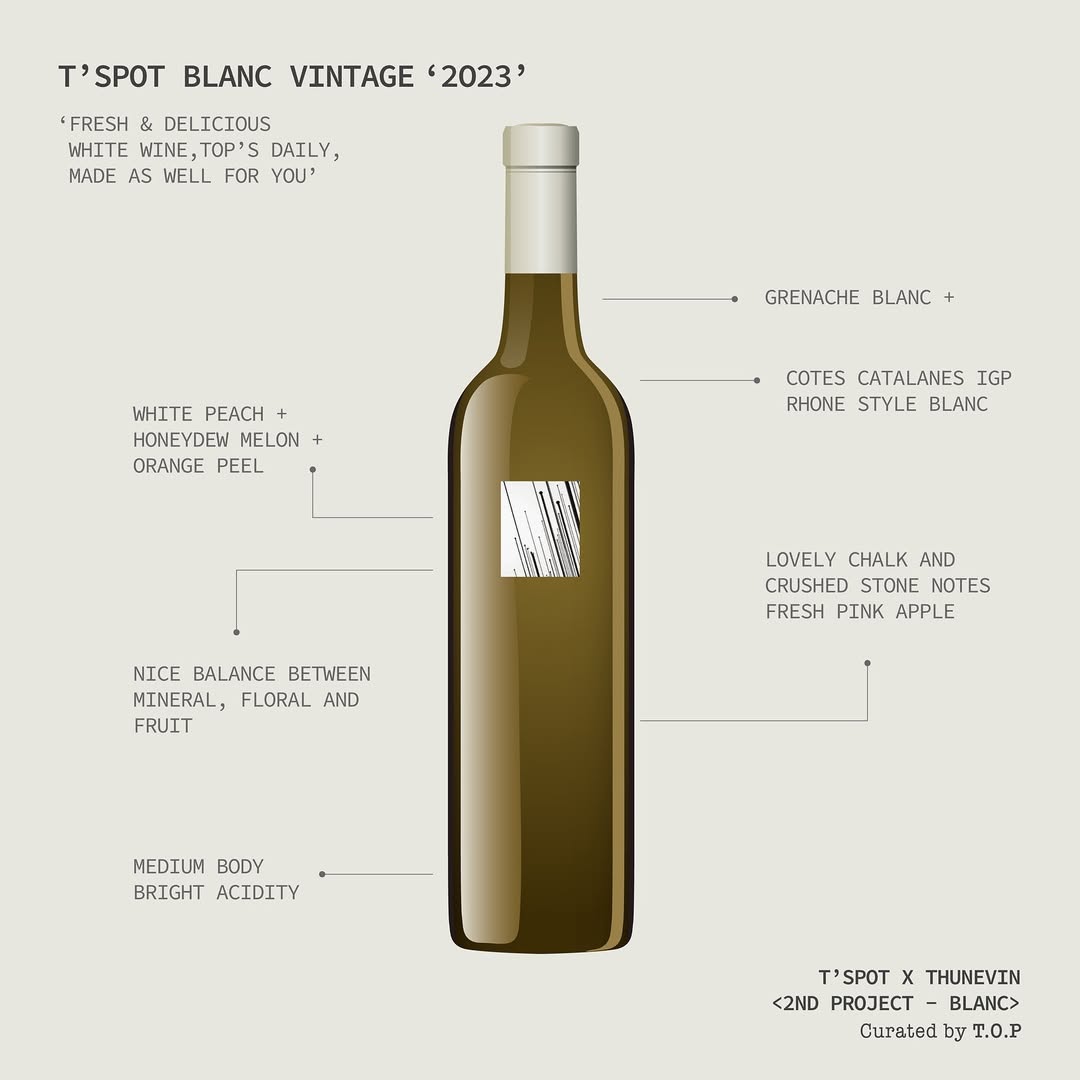 T’SPOT BLANC VINTAGE ‘2023’
‘FRESH & DELICIOUS
WHITE WINE,TOP’S DAILY,
MADE AS WELL FOR YOU’
GRENACHE BLANC +
COTES CATALANES IGP
RHONE STYLE BLANC
WHITE PEACH +
HONEYDEW MELON +
ORANGE PEEL
LOVELY CHALK AND
CRUSHED STONE NOTES
FRESH PINK APPLE
NICE BALANCE BETWEEN
MINERAL, FLORAL AND
FRUIT
MEDIUM BODY
BRIGHT ACIDITY
T’SPOT X THUNEVIN
<2ND PROJECT – BLANC>
Curated by T.O.P